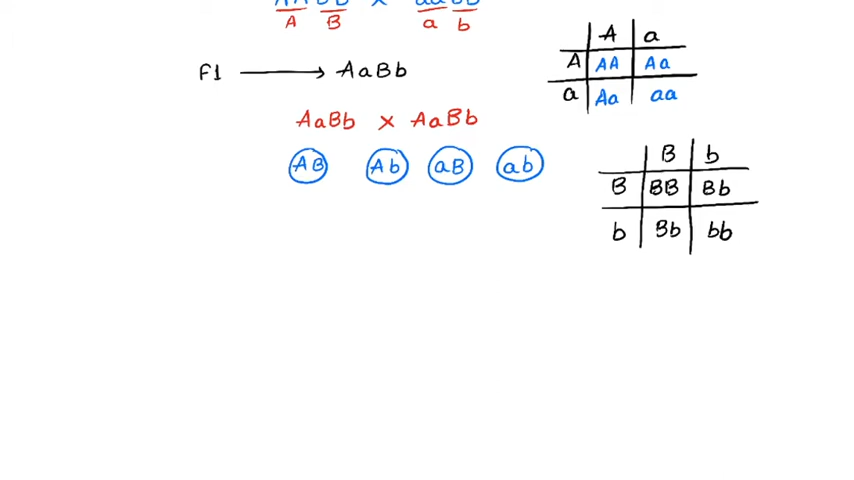 A B a b
F1 → AaBb
AaBb × AaBb
AB Ab aB ab
A a
A AA Aa
a Aa aa
B b
B BB Bb
b Bb bb